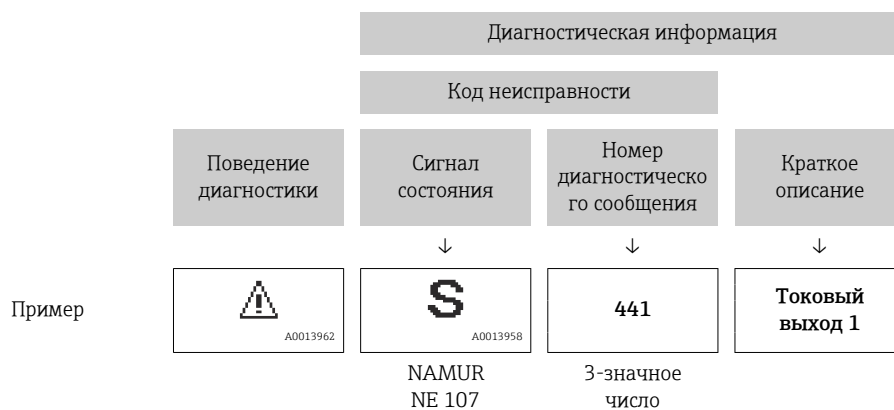 Диагностическая информация
Код неисправности
Поведение
диагностики
Сигнал
состояния
Номер
диагностическо
го сообщения
Краткое
описание
↓ ↓ ↓
Пример
A0013962
S
A0013958
441
Токовый
выход 1
NAMUR
NE 107
3-значное
число